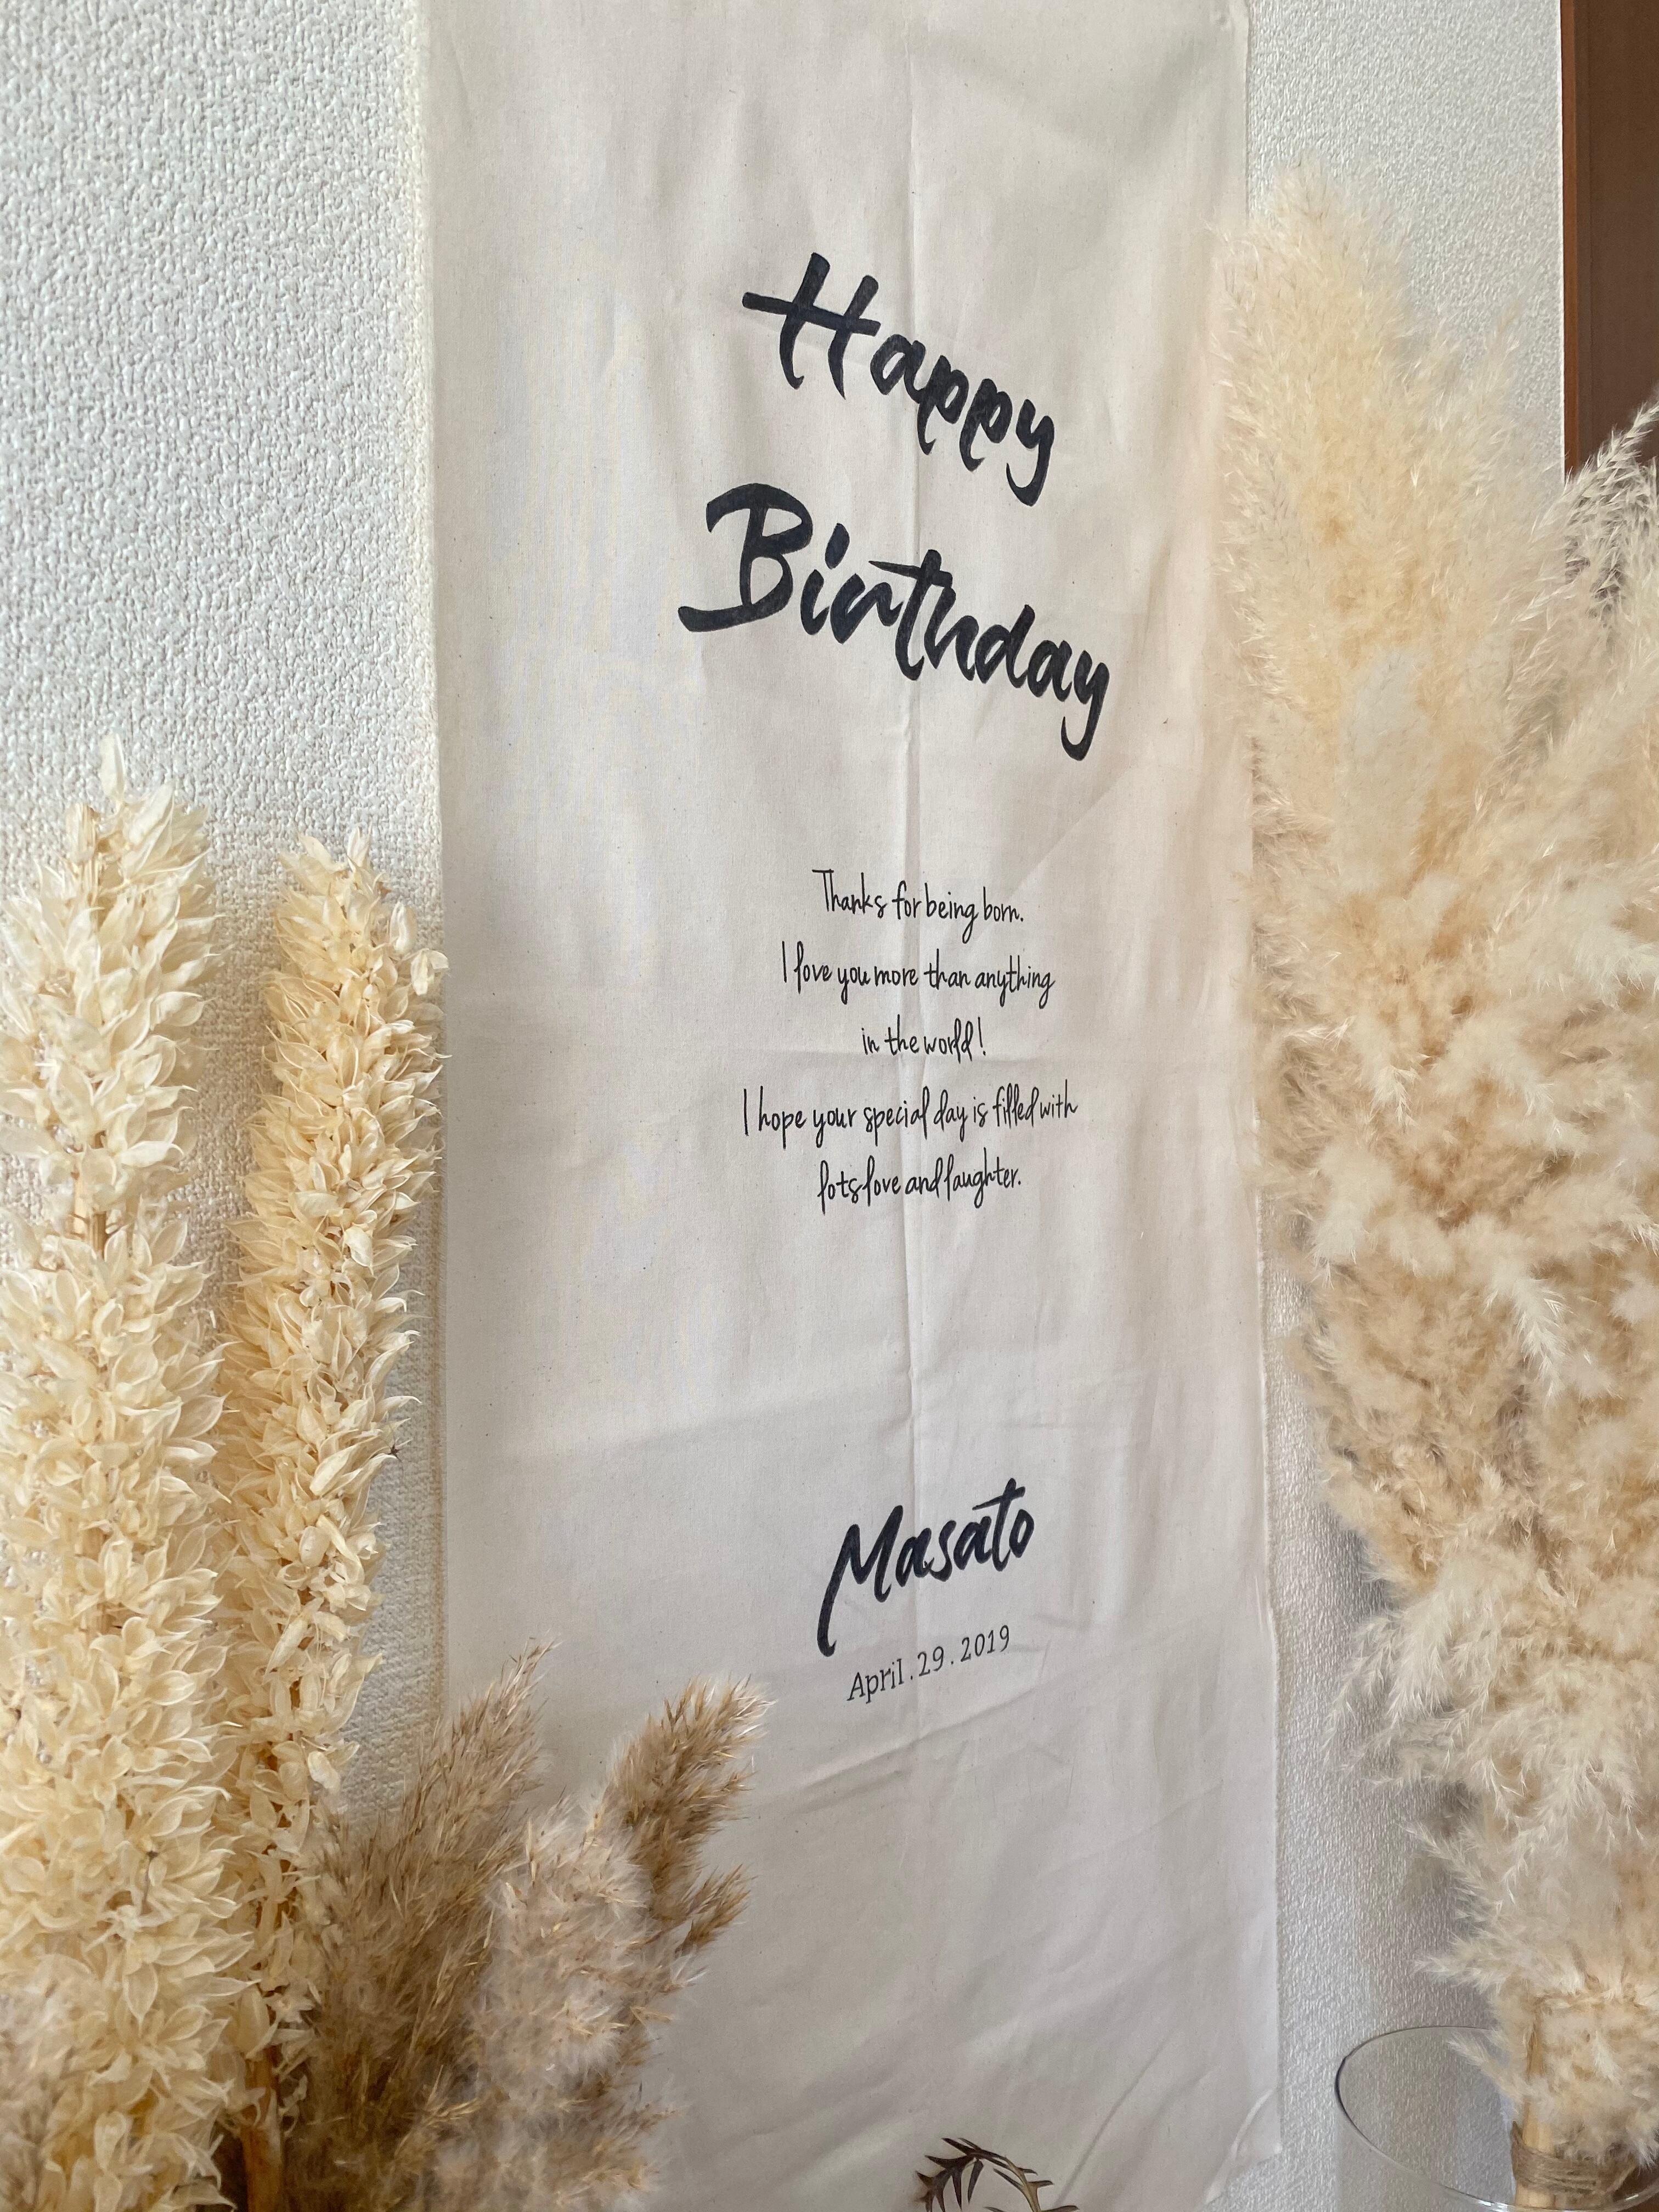 Happy
Birthday
Thanks for being born.
I love you more than anything
in the world!
I hope your special day is filled with
lots love and laughter.
Masato
April.29.2019